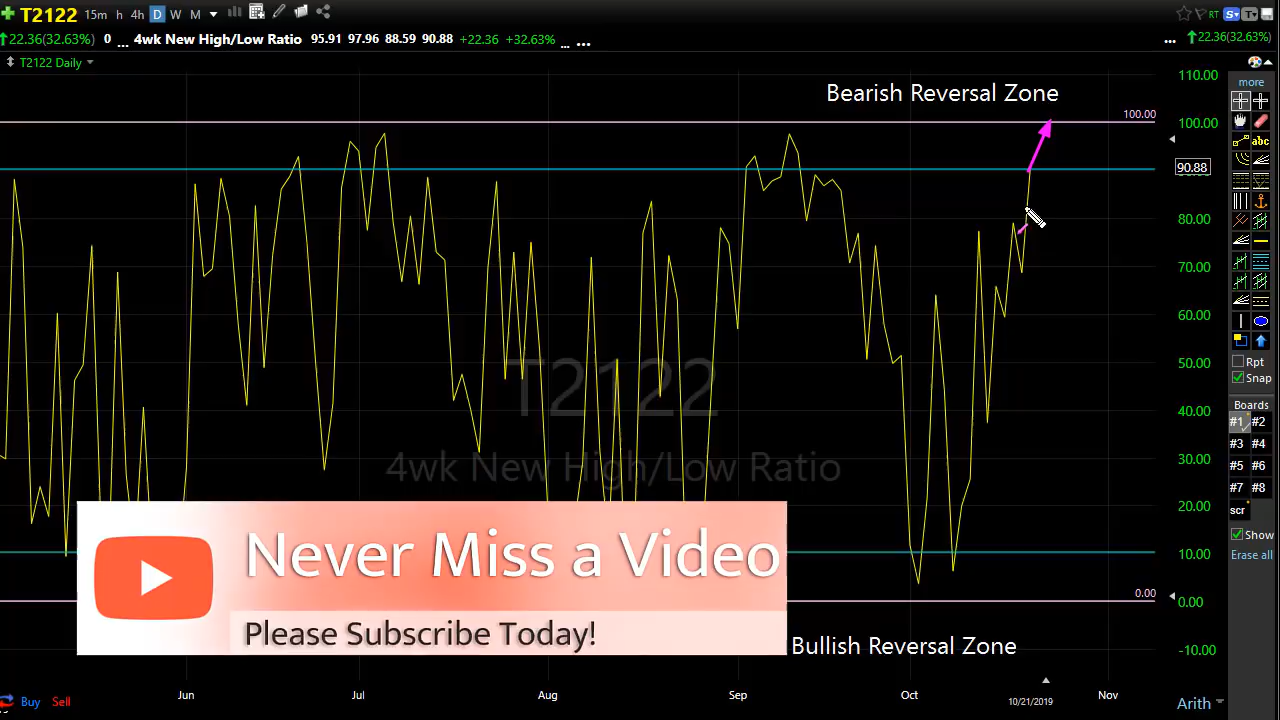 T2122 15m h 4h D W M RT S T
22.36(32.63%) 0 ... 4wk New High/Low Ratio 95.91 97.96 88.59 90.88 +22.36 +32.63% ... ... ... 22.36(32.63%)
T2122 Daily
more
110.00
Bearish Reversal Zone
100.00
100.00
abc
90.88
80.00
70.00
60.00
50.00
T2122
40.00
4wk New High/Low Ratio
30.00
20.00
10.00
0.00
0.00
-10.00
Rpt
Snap
Boards
#1 #2
#3 #4
#5 #6
#7 #8
scr
Show
Erase all
Never Miss a Video
Please Subscribe Today!
Bullish Reversal Zone
Jun Jul Aug Sep Oct Nov
Buy Sell
10/21/2019
Arith